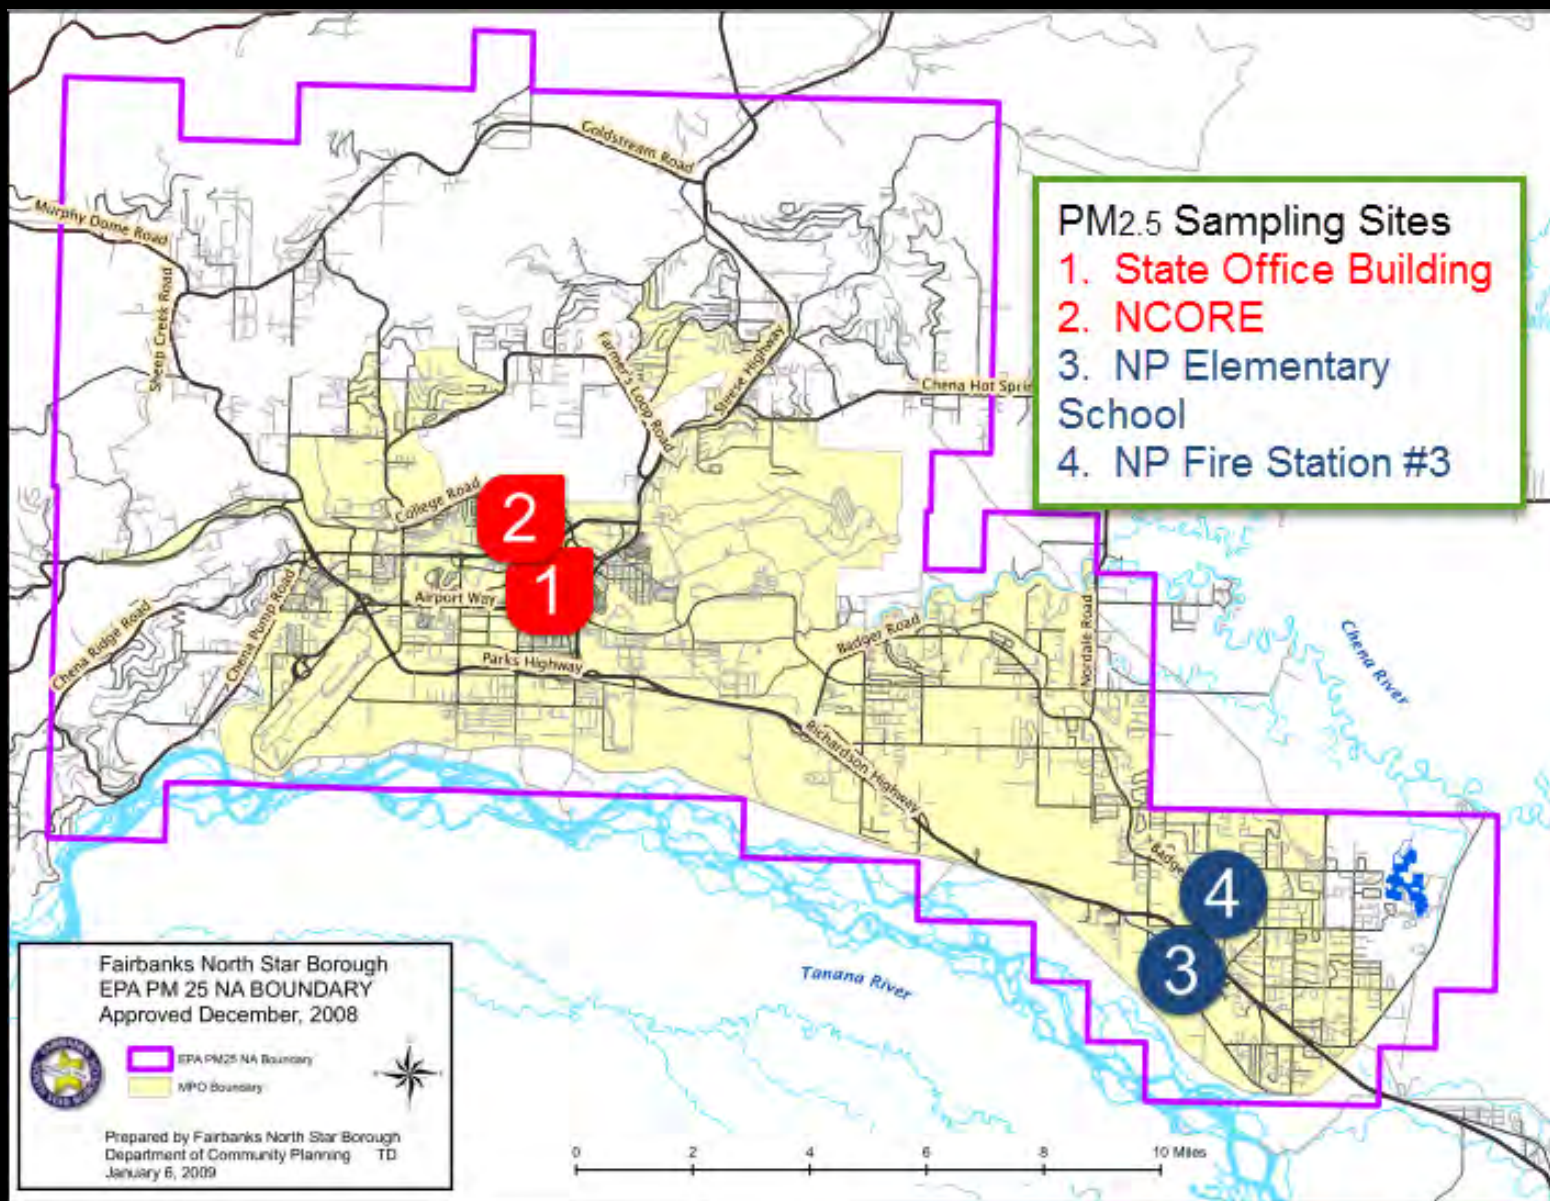 Goldstream Road
Murphy Dome Road
Sheep Creek Road
Farmer's Loop Road
Steese Highway
Chena Hot Sprin
College Road
Airport Way
Chena Ridge Road
Chena Pump Road
Parks Highway
Badger Road
Nordale Road
Richardson Highway
Badge
Chena River
Tanana River
2
1
4
3
PM2.5 Sampling Sites
1. State Office Building
2. NCORE
3. NP Elementary
School
4. NP Fire Station #3
Fairbanks North Star Borough
EPA PM 25 NA BOUNDARY
Approved December, 2008
EPA PM25 NA Boundary
MPO Boundary
Prepared by Fairbanks North Star Borough
Department of Community Planning TD
January 6, 2009
0 2 4 6 8 10 Miles